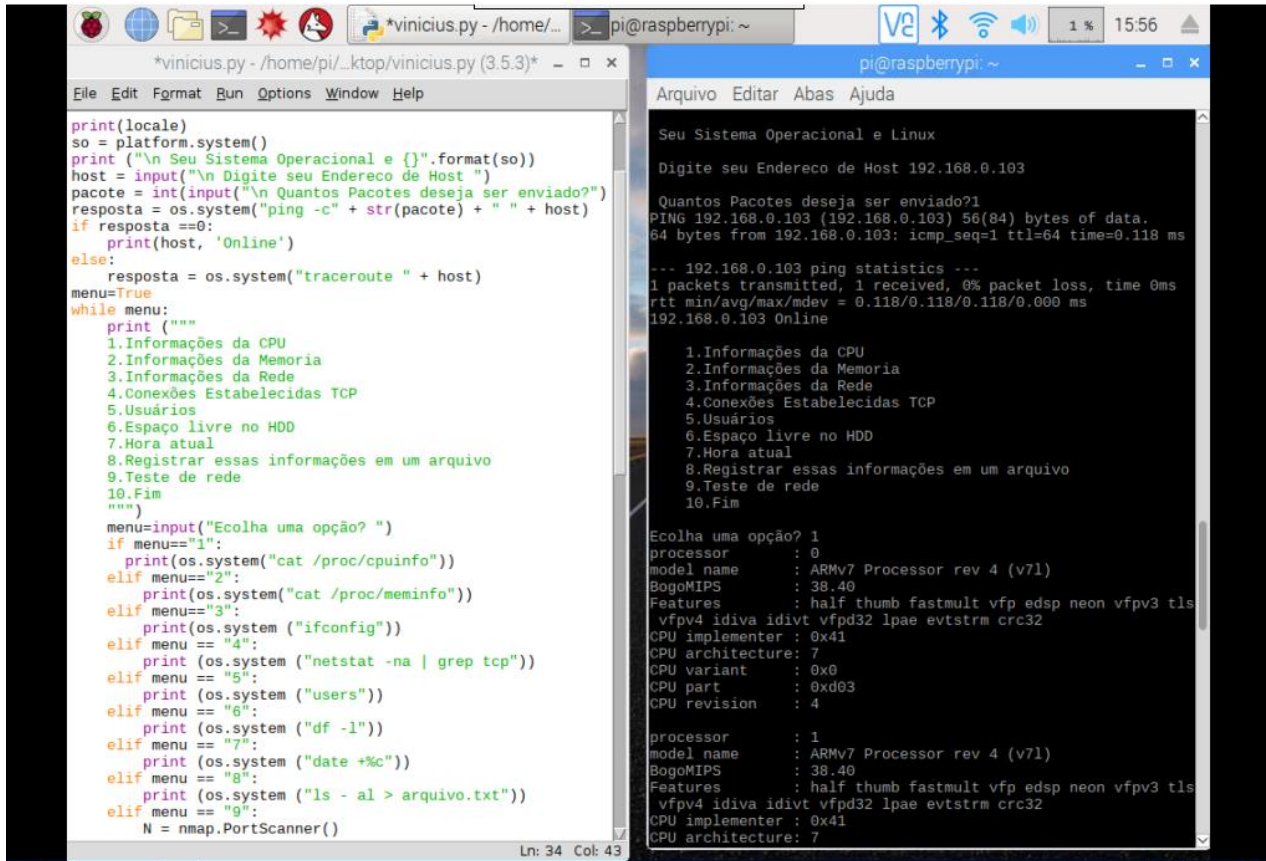 *vinicius.py - /home/...
pi@raspberrypi: ~
1 %
15:56
*vinicius.py - /home/pi/...ktop/vinicius.py (3.5.3)*
File Edit Format Run Options Window Help
print(locale)
so = platform.system()
print ("\n Seu Sistema Operacional e {}".format(so))
host = input("\n Digite seu Endereco de Host ")
pacote = int(input("\n Quantos Pacotes deseja ser enviado?")
resposta = os.system("ping -c" + str(pacote) + " " + host)
if resposta ==0:
    print(host, 'Online')
else:
    resposta = os.system("traceroute " + host)
menu=True
while menu:
    print ("""
    1.Informações da CPU
    2.Informações da Memoria
    3.Informações da Rede
    4.Conexões Estabelecidas TCP
    5.Usuários
    6.Espaço livre no HDD
    7.Hora atual
    8.Registrar essas informações em um arquivo
    9.Teste de rede
    10.Fim
    """)
    menu=input("Ecolha uma opção? ")
    if menu=="1":
      print(os.system("cat /proc/cpuinfo"))
    elif menu=="2":
        print(os.system("cat /proc/meminfo"))
    elif menu=="3":
        print(os.system ("ifconfig"))
    elif menu == "4":
        print (os.system ("netstat -na | grep tcp"))
    elif menu == "5":
        print (os.system ("users"))
    elif menu == "6":
        print (os.system ("df -l"))
    elif menu == "7":
        print (os.system ("date +%c"))
    elif menu == "8":
        print (os.system ("ls - al > arquivo.txt"))
    elif menu == "9":
        N = nmap.PortScanner()
Ln: 34 Col: 43
pi@raspberrypi: ~
Arquivo Editar Abas Ajuda
Seu Sistema Operacional e Linux
Digite seu Endereco de Host 192.168.0.103
Quantos Pacotes deseja ser enviado?1
PING 192.168.0.103 (192.168.0.103) 56(84) bytes of data.
64 bytes from 192.168.0.103: icmp_seq=1 ttl=64 time=0.118 ms
--- 192.168.0.103 ping statistics ---
1 packets transmitted, 1 received, 0% packet loss, time 0ms
rtt min/avg/max/mdev = 0.118/0.118/0.118/0.000 ms
192.168.0.103 Online
    1.Informações da CPU
    2.Informações da Memoria
    3.Informações da Rede
    4.Conexões Estabelecidas TCP
    5.Usuários
    6.Espaço livre no HDD
    7.Hora atual
    8.Registrar essas informações em um arquivo
    9.Teste de rede
    10.Fim
Ecolha uma opção? 1
processor : 0
model name : ARMv7 Processor rev 4 (v7l)
BogoMIPS : 38.40
Features : half thumb fastmult vfp edsp neon vfpv3 tls
vfpv4 idiva idivt vfpd32 lpae evtstrm crc32
CPU implementer : 0x41
CPU architecture: 7
CPU variant : 0x0
CPU part : 0xd03
CPU revision : 4
processor : 1
model name : ARMv7 Processor rev 4 (v7l)
BogoMIPS : 38.40
Features : half thumb fastmult vfp edsp neon vfpv3 tls
vfpv4 idiva idivt vfpd32 lpae evtstrm crc32
CPU implementer : 0x41
CPU architecture: 7